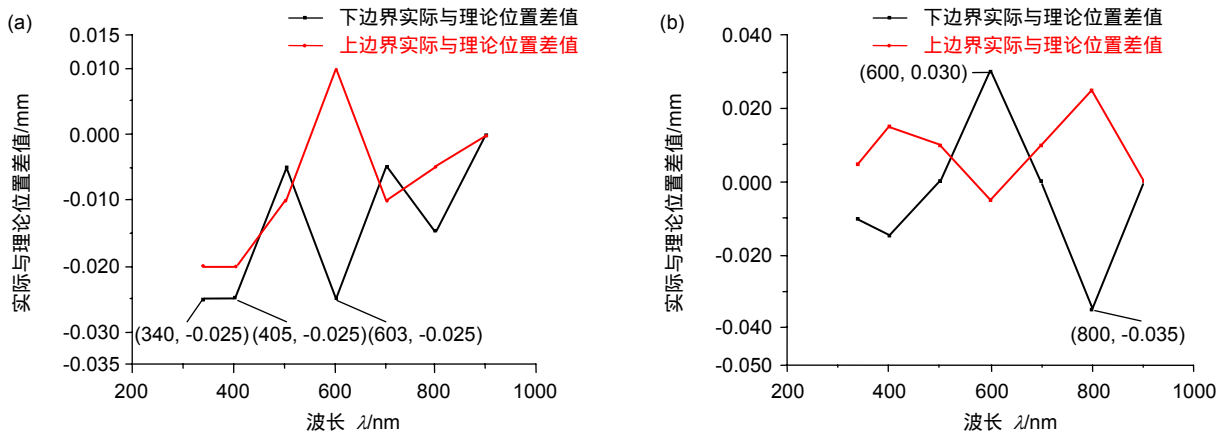 (a)
下边界实际与理论位置差值
上边界实际与理论位置差值
0.015
0.010
0.000
-0.010
-0.020
-0.030
-0.035
实际与理论位置差值/mm
(340, -0.025)
(405, -0.025)
(603, -0.025)
200
400
600
800
1000
波长 λ/nm
(b)
下边界实际与理论位置差值
上边界实际与理论位置差值
0.040
0.020
0.000
-0.020
-0.040
-0.050
实际与理论位置差值/mm
(600, 0.030)
(800, -0.035)
200
400
600
800
1000
波长 λ/nm